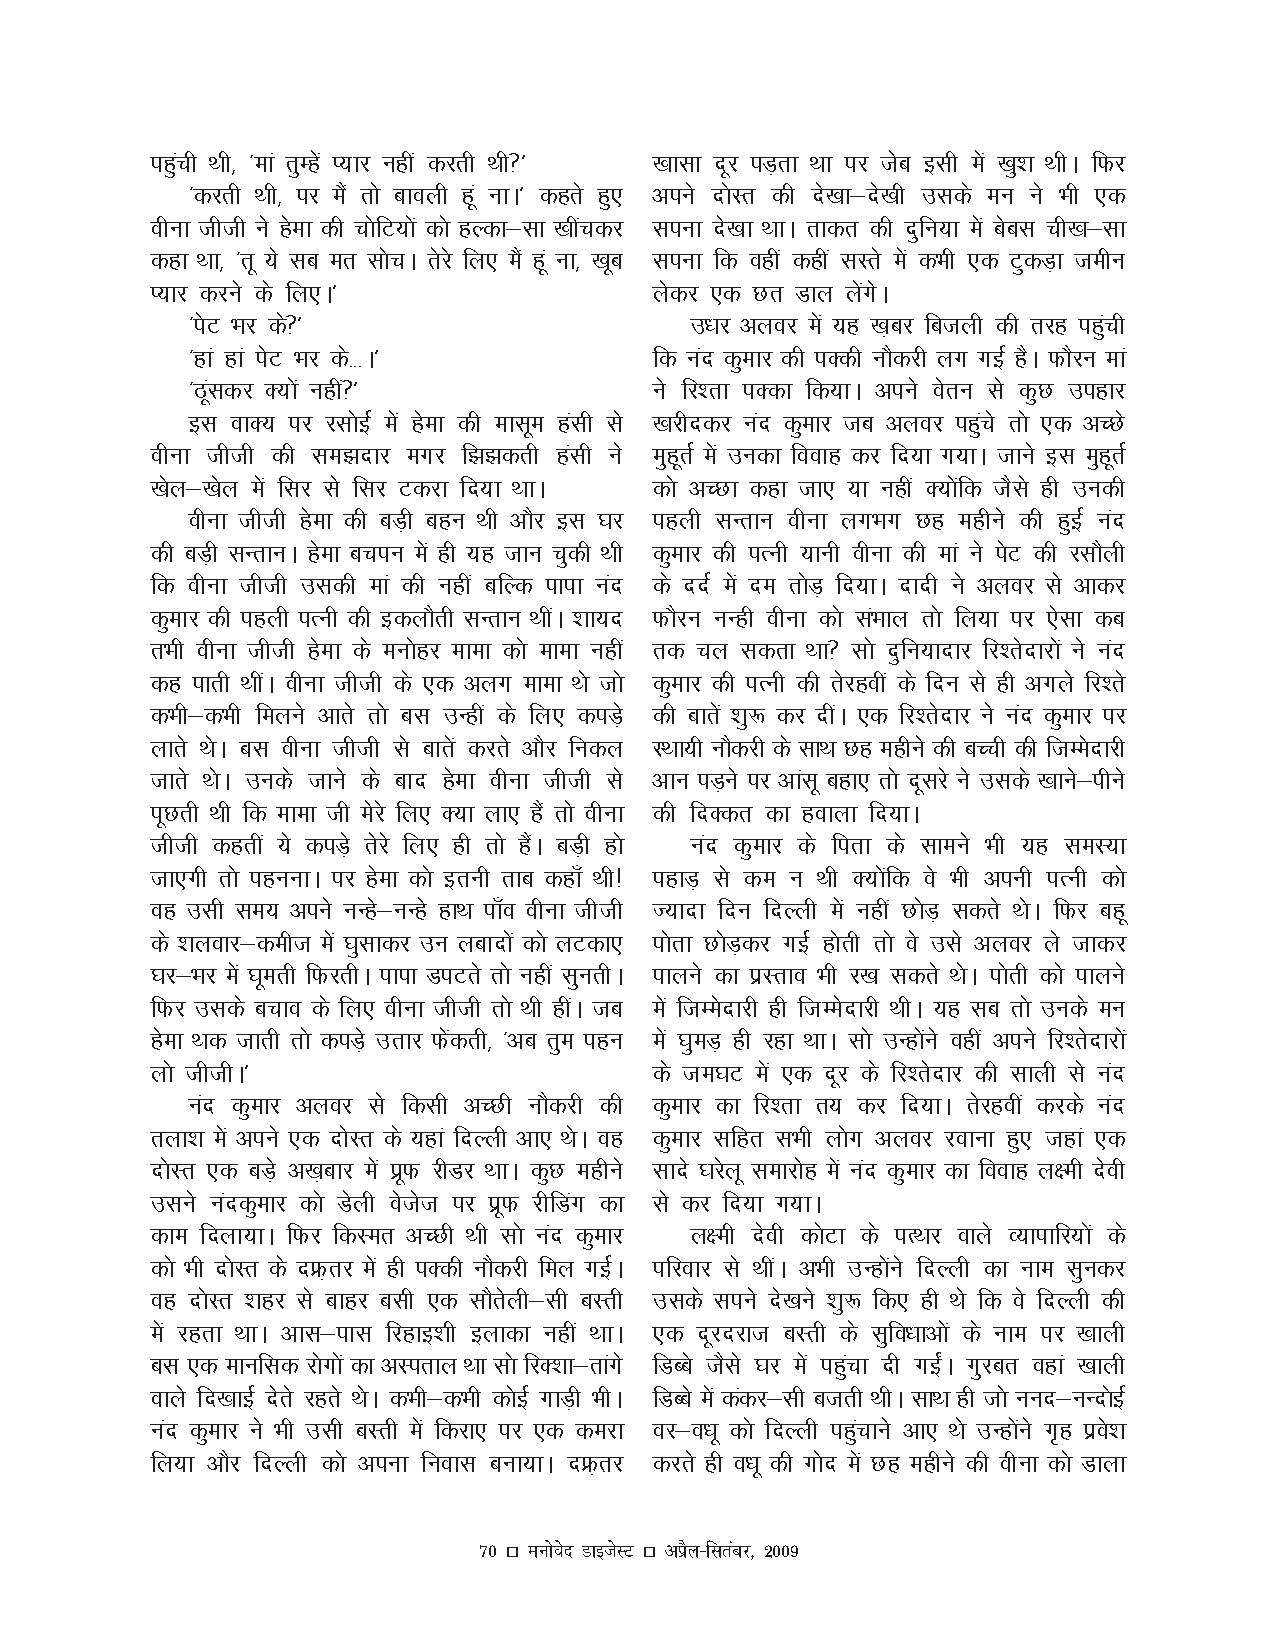 पहुंची थी, 'मां तुम्हें प्यार नहीं करती थी?'
'करती थी, पर मैं तो बावली हूं ना।' कहते हुए
वीना जीजी ने हेमा की चोटियों को हल्का–सा खींचकर
कहा था, 'तू ये सब मत सोच। तेरे लिए मैं हूं ना, खूब
प्यार करने के लिए।'
'पेट भर के?'
'हां हां पेट भर के...।'
'ठूंसकर क्यों नहीं?'
इस वाक्य पर रसोई में हेमा की मासूम हंसी से
वीना जीजी की समझदार मगर झिझकती हंसी ने
खेल–खेल में सिर से सिर टकरा दिया था।
वीना जीजी हेमा की बड़ी बहन थी और इस घर
की बड़ी सन्तान। हेमा बचपन में ही यह जान चुकी थी
कि वीना जीजी उसकी मां की नहीं बल्कि पापा नंद
कुमार की पहली पत्नी की इकलौती सन्तान थीं। शायद
तभी वीना जीजी हेमा के मनोहर मामा को मामा नहीं
कह पाती थीं। वीना जीजी के एक अलग मामा थे जो
कभी–कभी मिलने आते तो बस उन्हीं के लिए कपड़े
लाते थे। बस वीना जीजी से बातें करते और निकल
जाते थे। उनके जाने के बाद हेमा वीना जीजी से
पूछती थी कि मामा जी मेरे लिए क्या लाए हैं तो वीना
जीजी कहतीं ये कपड़े तेरे लिए ही तो हैं। बड़ी हो
जाएगी तो पहनना। पर हेमा को इतनी ताब कहाँ थी!
वह उसी समय अपने नन्हे–नन्हे हाथ पाँव वीना जीजी
के शलवार–कमीज में घुसाकर उन लबादों को लटकाए
घर–भर में घूमती फिरती। पापा डपटते तो नहीं सुनती।
फिर उसके बचाव के लिए वीना जीजी तो थी हीं। जब
हेमा थक जाती तो कपड़े उतार फेंकती, 'अब तुम पहन
लो जीजी।'
नंद कुमार अलवर से किसी अच्छी नौकरी की
तलाश में अपने एक दोस्त के यहां दिल्ली आए थे। वह
दोस्त एक बड़े अख़बार में प्रूफ रीडर था। कुछ महीने
उसने नंदकुमार को डेली वेजेज पर प्रूफ रीडिंग का
काम दिलाया। फिर किस्मत अच्छी थी सो नंद कुमार
को भी दोस्त के दफ़्तर में ही पक्की नौकरी मिल गई।
वह दोस्त शहर से बाहर बसी एक सौतेली–सी बस्ती
में रहता था। आस–पास रिहाइशी इलाका नहीं था।
बस एक मानसिक रोगों का अस्पताल था सो रिक्शा–तांगे
वाले दिखाई देते रहते थे। कभी–कभी कोई गाड़ी भी।
नंद कुमार ने भी उसी बस्ती में किराए पर एक कमरा
लिया और दिल्ली को अपना निवास बनाया। दफ़्तर
खासा दूर पड़ता था पर जेब इसी में खुश थी। फिर
अपने दोस्त की देखा–देखी उसके मन ने भी एक
सपना देखा था। ताकत की दुनिया में बेबस चीख–सा
सपना कि वहीं कहीं सस्ते में कभी एक टुकड़ा जमीन
लेकर एक छत डाल लेंगे।
उधर अलवर में यह ख़बर बिजली की तरह पहुंची
कि नंद कुमार की पक्की नौकरी लग गई है। फौरन मां
ने रिश्ता पक्का किया। अपने वेतन से कुछ उपहार
खरीदकर नंद कुमार जब अलवर पहुंचे तो एक अच्छे
मुहूर्त में उनका विवाह कर दिया गया। जाने इस मुहूर्त
को अच्छा कहा जाए या नहीं क्योंकि जैसे ही उनकी
पहली सन्तान वीना लगभग छह महीने की हुई नंद
कुमार की पत्नी यानी वीना की मां ने पेट की रसौली
के दर्द में दम तोड़ दिया। दादी ने अलवर से आकर
फौरन नन्ही वीना को संभाल तो लिया पर ऐसा कब
तक चल सकता था? सो दुनियादार रिश्तेदारों ने नंद
कुमार की पत्नी की तेरहवीं के दिन से ही अगले रिश्ते
की बातें शुरू कर दीं। एक रिश्तेदार ने नंद कुमार पर
स्थायी नौकरी के साथ छह महीने की बच्ची की जिम्मेदारी
आन पड़ने पर आंसू बहाए तो दूसरे ने उसके खाने–पीने
की दिक्कत का हवाला दिया।
नंद कुमार के पिता के सामने भी यह समस्या
पहाड़ से कम न थी क्योंकि वे भी अपनी पत्नी को
ज्यादा दिन दिल्ली में नहीं छोड़ सकते थे। फिर बहू
पोता छोड़कर गई होती तो वे उसे अलवर ले जाकर
पालने का प्रस्ताव भी रख सकते थे। पोती को पालने
में जिम्मेदारी ही जिम्मेदारी थी। यह सब तो उनके मन
में घुमड़ ही रहा था। सो उन्होंने वहीं अपने रिश्तेदारों
के जमघट में एक दूर के रिश्तेदार की साली से नंद
कुमार का रिश्ता तय कर दिया। तेरहवीं करके नंद
कुमार सहित सभी लोग अलवर रवाना हुए जहां एक
सादे घरेलू समारोह में नंद कुमार का विवाह लक्ष्मी देवी
से कर दिया गया।
लक्ष्मी देवी कोटा के पत्थर वाले व्यापारियों के
परिवार से थीं। अभी उन्होंने दिल्ली का नाम सुनकर
उसके सपने देखने शुरू किए ही थे कि वे दिल्ली की
एक दूरदराज बस्ती के सुविधाओं के नाम पर खाली
डिब्बे जैसे घर में पहुंचा दी गईं। गुरबत वहां खाली
डिब्बे में कंकर–सी बजती थी। साथ ही जो ननद–नन्दोई
वर–वधू को दिल्ली पहुंचाने आए थे उन्होंने गृह प्रवेश
करते ही वधू की गोद में छह महीने की वीना को डाला
70 □ मनोवेद डाइजेस्ट □ अप्रैल-सितंबर, 2009